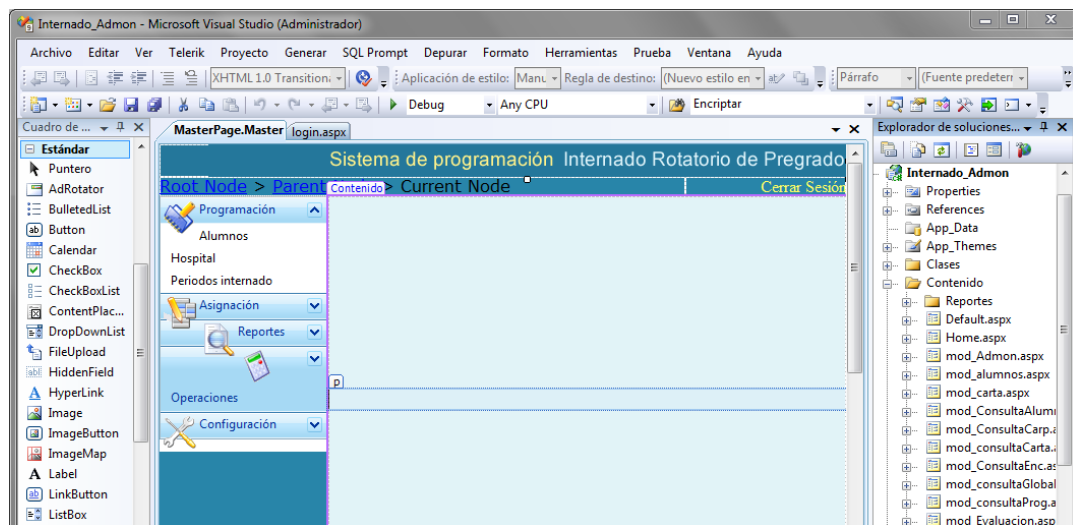 Internado_Admon - Microsoft Visual Studio (Administrador)
Archivo Editar Ver Telerik Proyecto Generar SQL Prompt Depurar Formato Herramientas Prueba Ventana Ayuda
XHTML 1.0 Transition Aplicación de estilo: Manu Regla de destino: (Nuevo estilo en Párrafo (Fuente predeterr
Debug Any CPU Encriptar
Cuadro de ...
Estándar
Puntero
AdRotator
BulletedList
Button
Calendar
CheckBox
CheckBoxList
ContentPlac...
DropDownList
FileUpload
HiddenField
HyperLink
Image
ImageButton
ImageMap
Label
LinkButton
ListBox
MasterPage.Master login.aspx
Sistema de programación Internado Rotatorio de Pregrado
Root Node > Parent Contenido > Current Node Cerrar Sesión
Programación
Alumnos
Hospital
Periodos internado
Asignación
Reportes
Operaciones
Configuración
p
Explorador de soluciones...
Internado_Admon
Properties
References
App_Data
App_Themes
Clases
Contenido
Reportes
Default.aspx
Home.aspx
mod_Admon.aspx
mod_alumnos.aspx
mod_carta.aspx
mod_ConsultaAlum
mod_ConsultaCarp.a
mod_consultaCarta.
mod_ConsultaEnc.as
mod_consultaGlobal
mod_consultaProg.a
mod_Evaluacion.asp